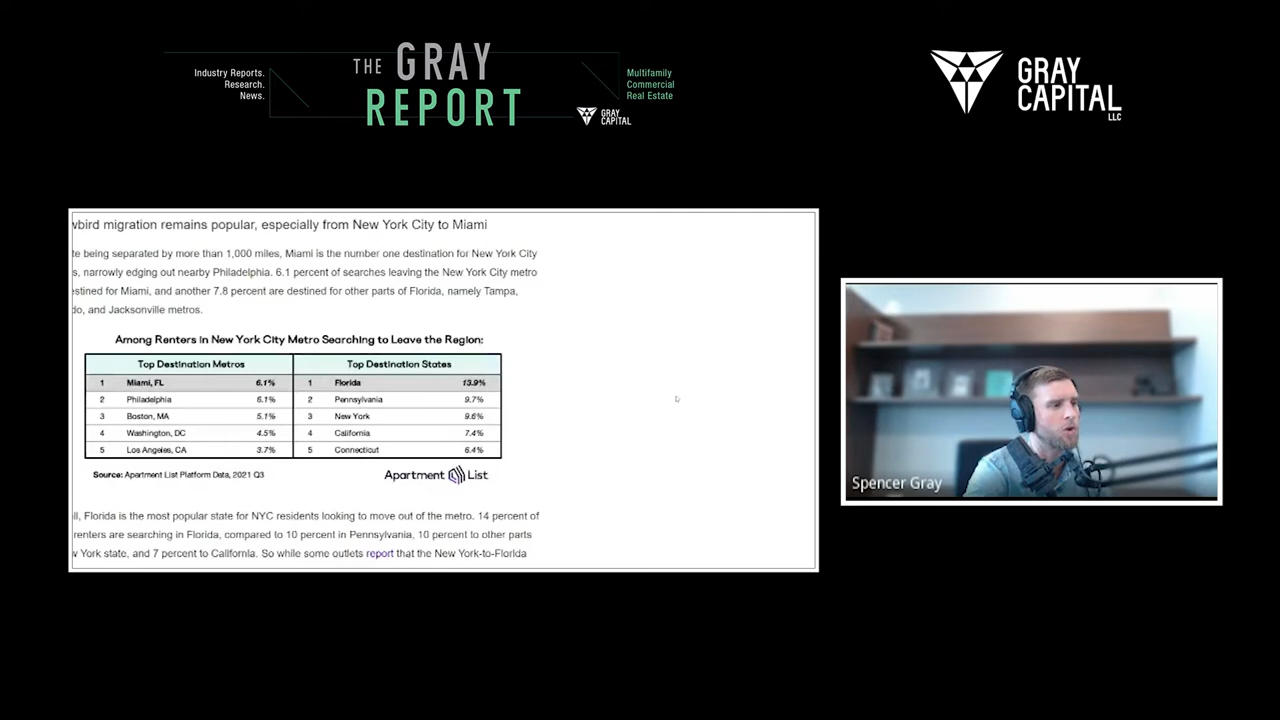 Industry Reports.
Research.
News.
THE GRAY
REPORT
Multifamily
Commercial
Real Estate
GRAY
CAPITAL
GRAY
CAPITAL
LLC
wbird migration remains popular, especially from New York City to Miami
te being separated by more than 1,000 miles, Miami is the number one destination for New York City
s, narrowly edging out nearby Philadelphia. 6.1 percent of searches leaving the New York City metro
stined for Miami, and another 7.8 percent are destined for other parts of Florida, namely Tampa,
do, and Jacksonville metros.
Among Renters in New York City Metro Searching to Leave the Region:
Top Destination Metros Top Destination States
1 Miami, FL 6.1% 1 Florida 13.9%
2 Philadelphia 6.1% 2 Pennsylvania 9.7%
3 Boston, MA 5.1% 3 New York 9.6%
4 Washington, DC 4.5% 4 California 7.4%
5 Los Angeles, CA 3.7% 5 Connecticut 6.4%
Source: Apartment List Platform Data, 2021 Q3
Apartment List
ll, Florida is the most popular state for NYC residents looking to move out of the metro. 14 percent of
renters are searching in Florida, compared to 10 percent in Pennsylvania, 10 percent to other parts
w York state, and 7 percent to California. So while some outlets report that the New York-to-Florida
Spencer Gray